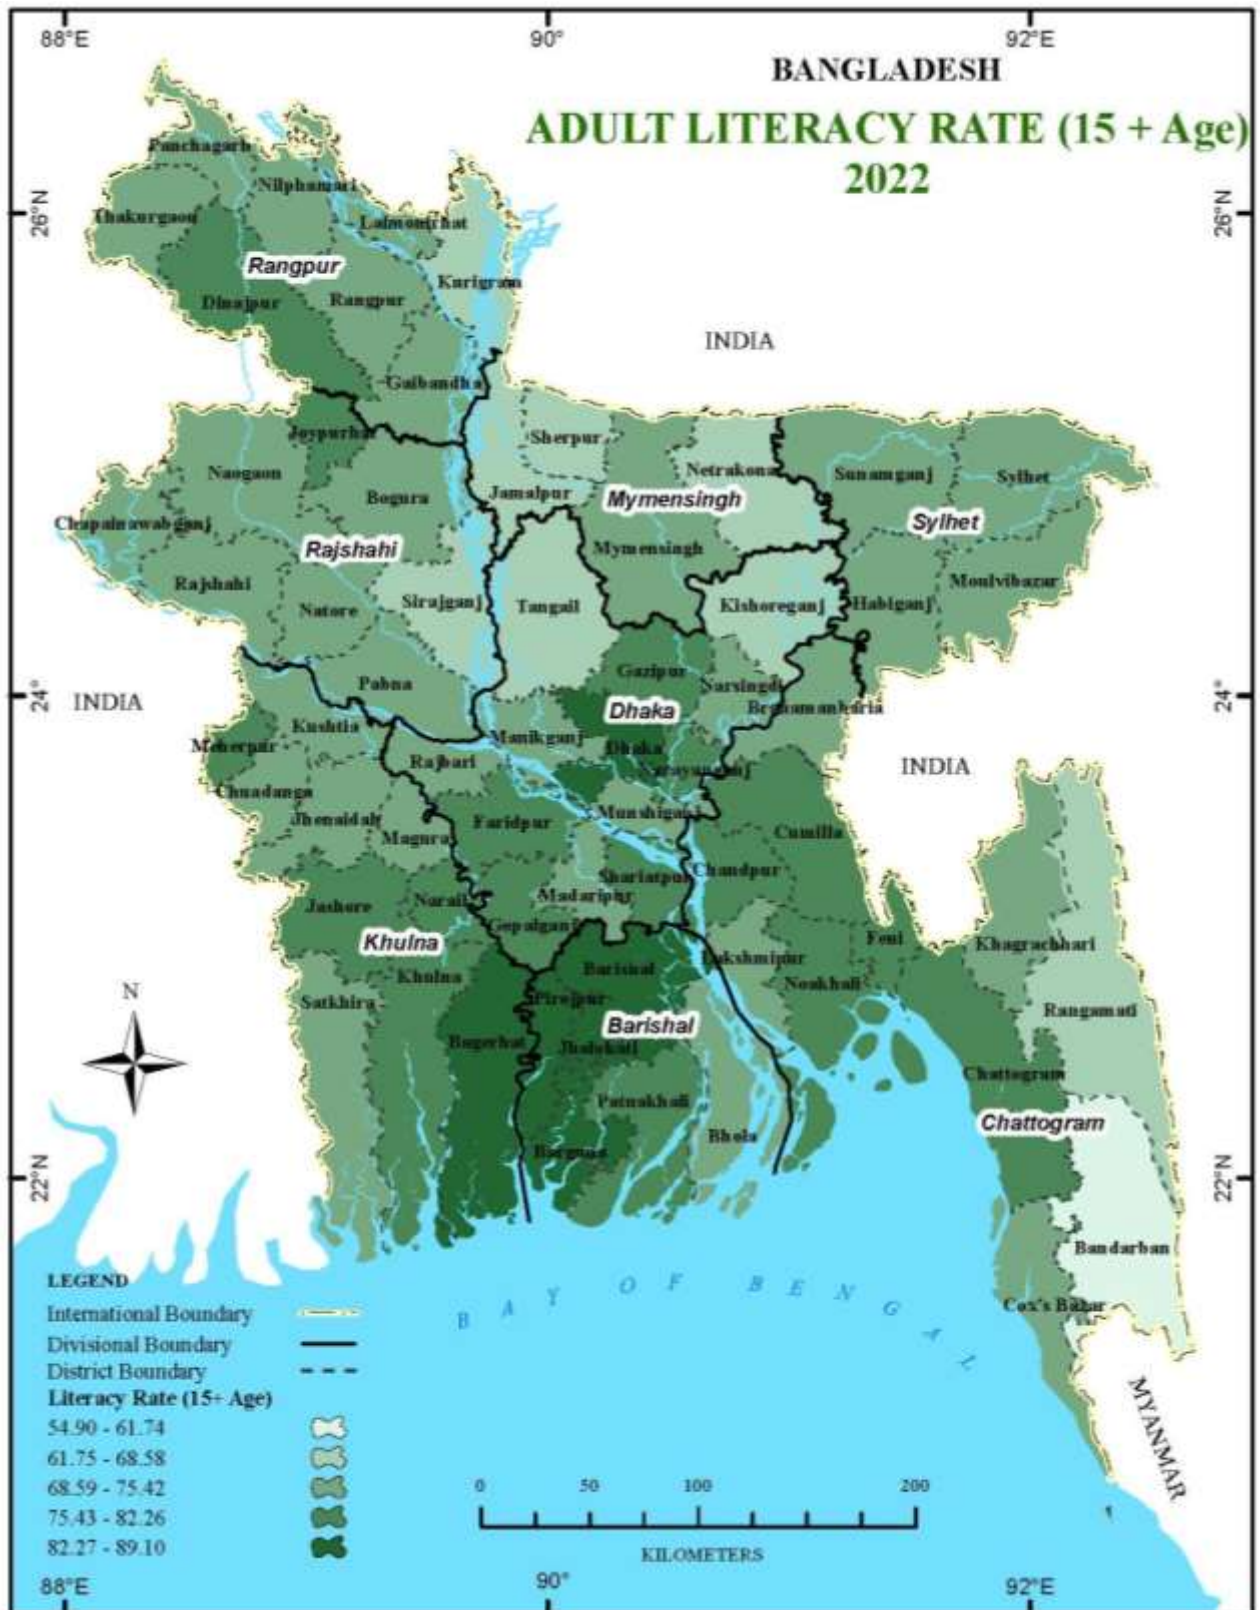 88°E 90° 92°E
BANGLADESH
ADULT LITERACY RATE (15 + Age)
2022
Panchagarh
Nilphamari
26°N
Thakurgaon
Lalmonirhat
26°N
Rangpur
Kurigram
Dinajpur
Rangpur
INDIA
Gaibandha
Joypurhat
Sherpur
Naogaon
Netrakona
Sunamganj
Sylhet
Bogura
Jamalpur
Mymensingh
Chapainawabganj
Sylhet
Rajshahi
Mymensingh
Rajshahi
Moulvibazar
Natore
Sirajganj
Tangail
Kishoreganj
Habiganj
Gazipur
Pabna
Narsingdi
24°
INDIA
Dhaka
Brahamanbaria
24°
Kushtia
Manikganj
Meherpur
Dhaka
Rajbari
Narayanganj
INDIA
Chuadanga
Munshiganj
Jhenaidah
Faridpur
Cumilla
Magura
Chandpur
Shariatpur
Madaripur
Jashore
Narail
Gopalganj
Khulna
Feni
Khagrachhari
Lakshmipur
Barishal
Khulna
Noakhali
N
Satkhira
Pirojpur
Rangamati
Barishal
Bagerhat
Jhalokati
Chattogram
Patuakhali
Chattogram
Bhola
Barguna
22°N
22°N
Bandarban
LEGEND
BAY OF BENGAL
Cox's Bazar
International Boundary
Divisional Boundary
District Boundary
Literacy Rate (15+ Age)
54.90 - 61.74
61.75 - 68.58
68.59 - 75.42
75.43 - 82.26
82.27 - 89.10
MYANMAR
0 50 100 200
KILOMETERS
88°E 90° 92°E